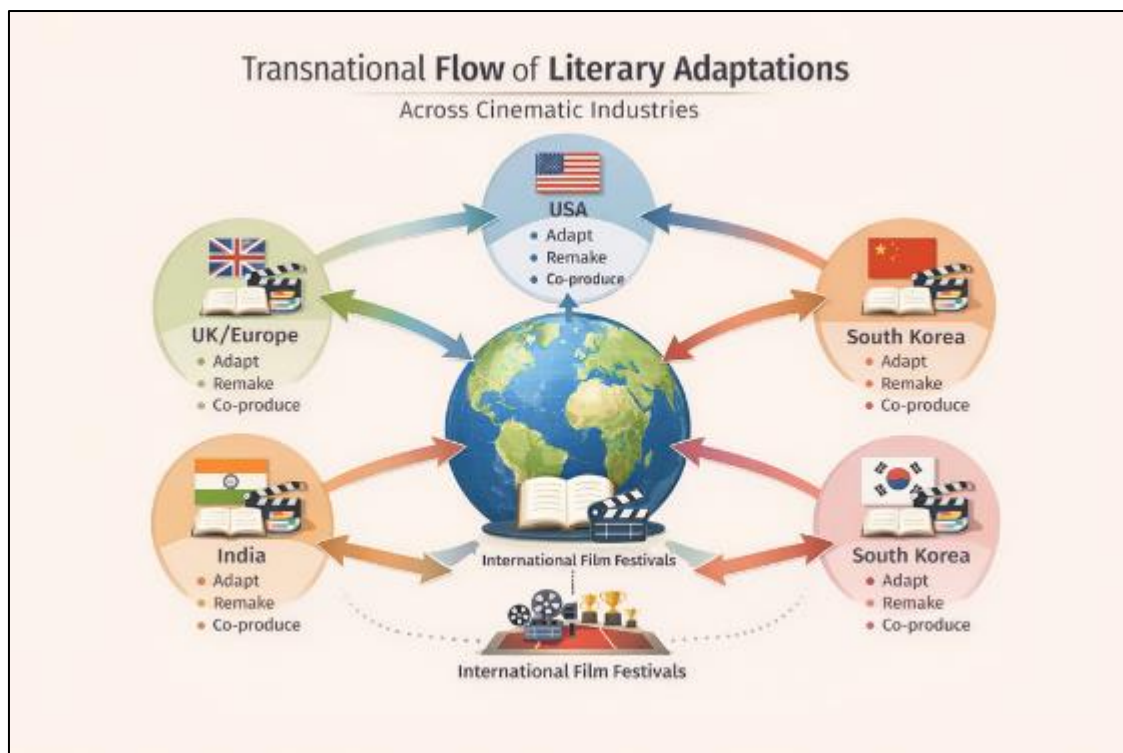 Transnational Flow of Literary Adaptations
Across Cinematic Industries
USA
• Adapt
• Remake
• Co-produce
UK/Europe
• Adapt
• Remake
• Co-produce
South Korea
• Adapt
• Remake
• Co-produce
India
• Adapt
• Remake
• Co-produce
South Korea
• Adapt
• Remake
• Co-produce
International Film Festivals
International Film Festivals